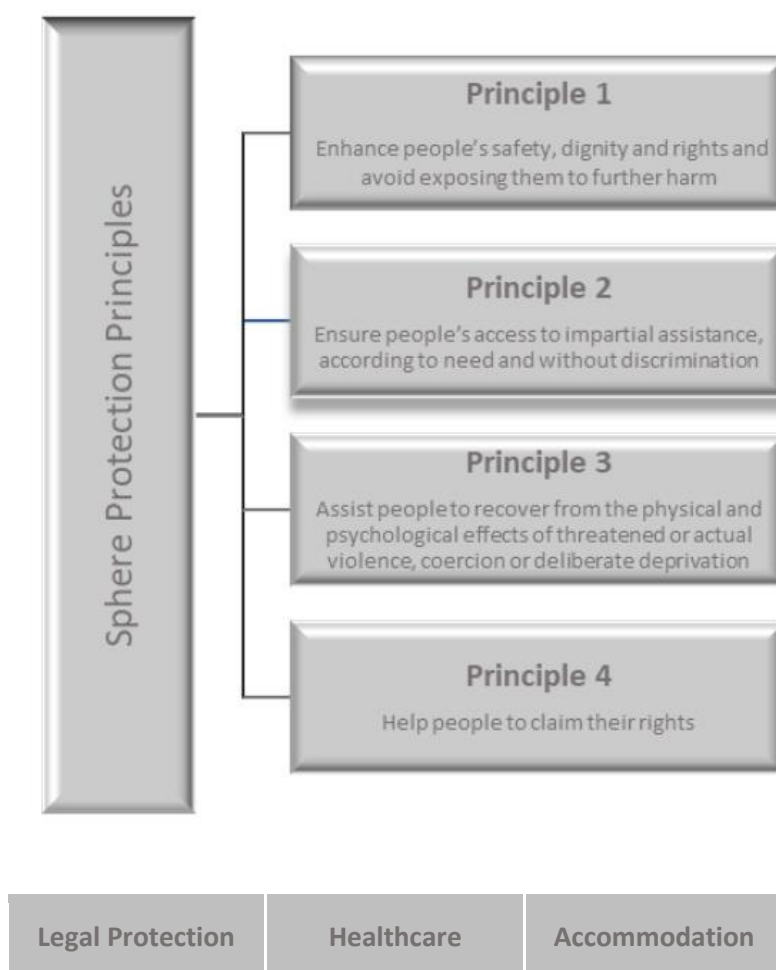 Sphere Protection Principles
Principle 1
Enhance people's safety, dignity and rights and
avoid exposing them to further harm
Principle 2
Ensure people's access to impartial assistance,
according to need and without discrimination
Principle 3
Assist people to recover from the physical and
psychological effects of threatened or actual
violence, coercion or deliberate deprivation
Principle 4
Help people to claim their rights
Legal Protection Healthcare Accommodation